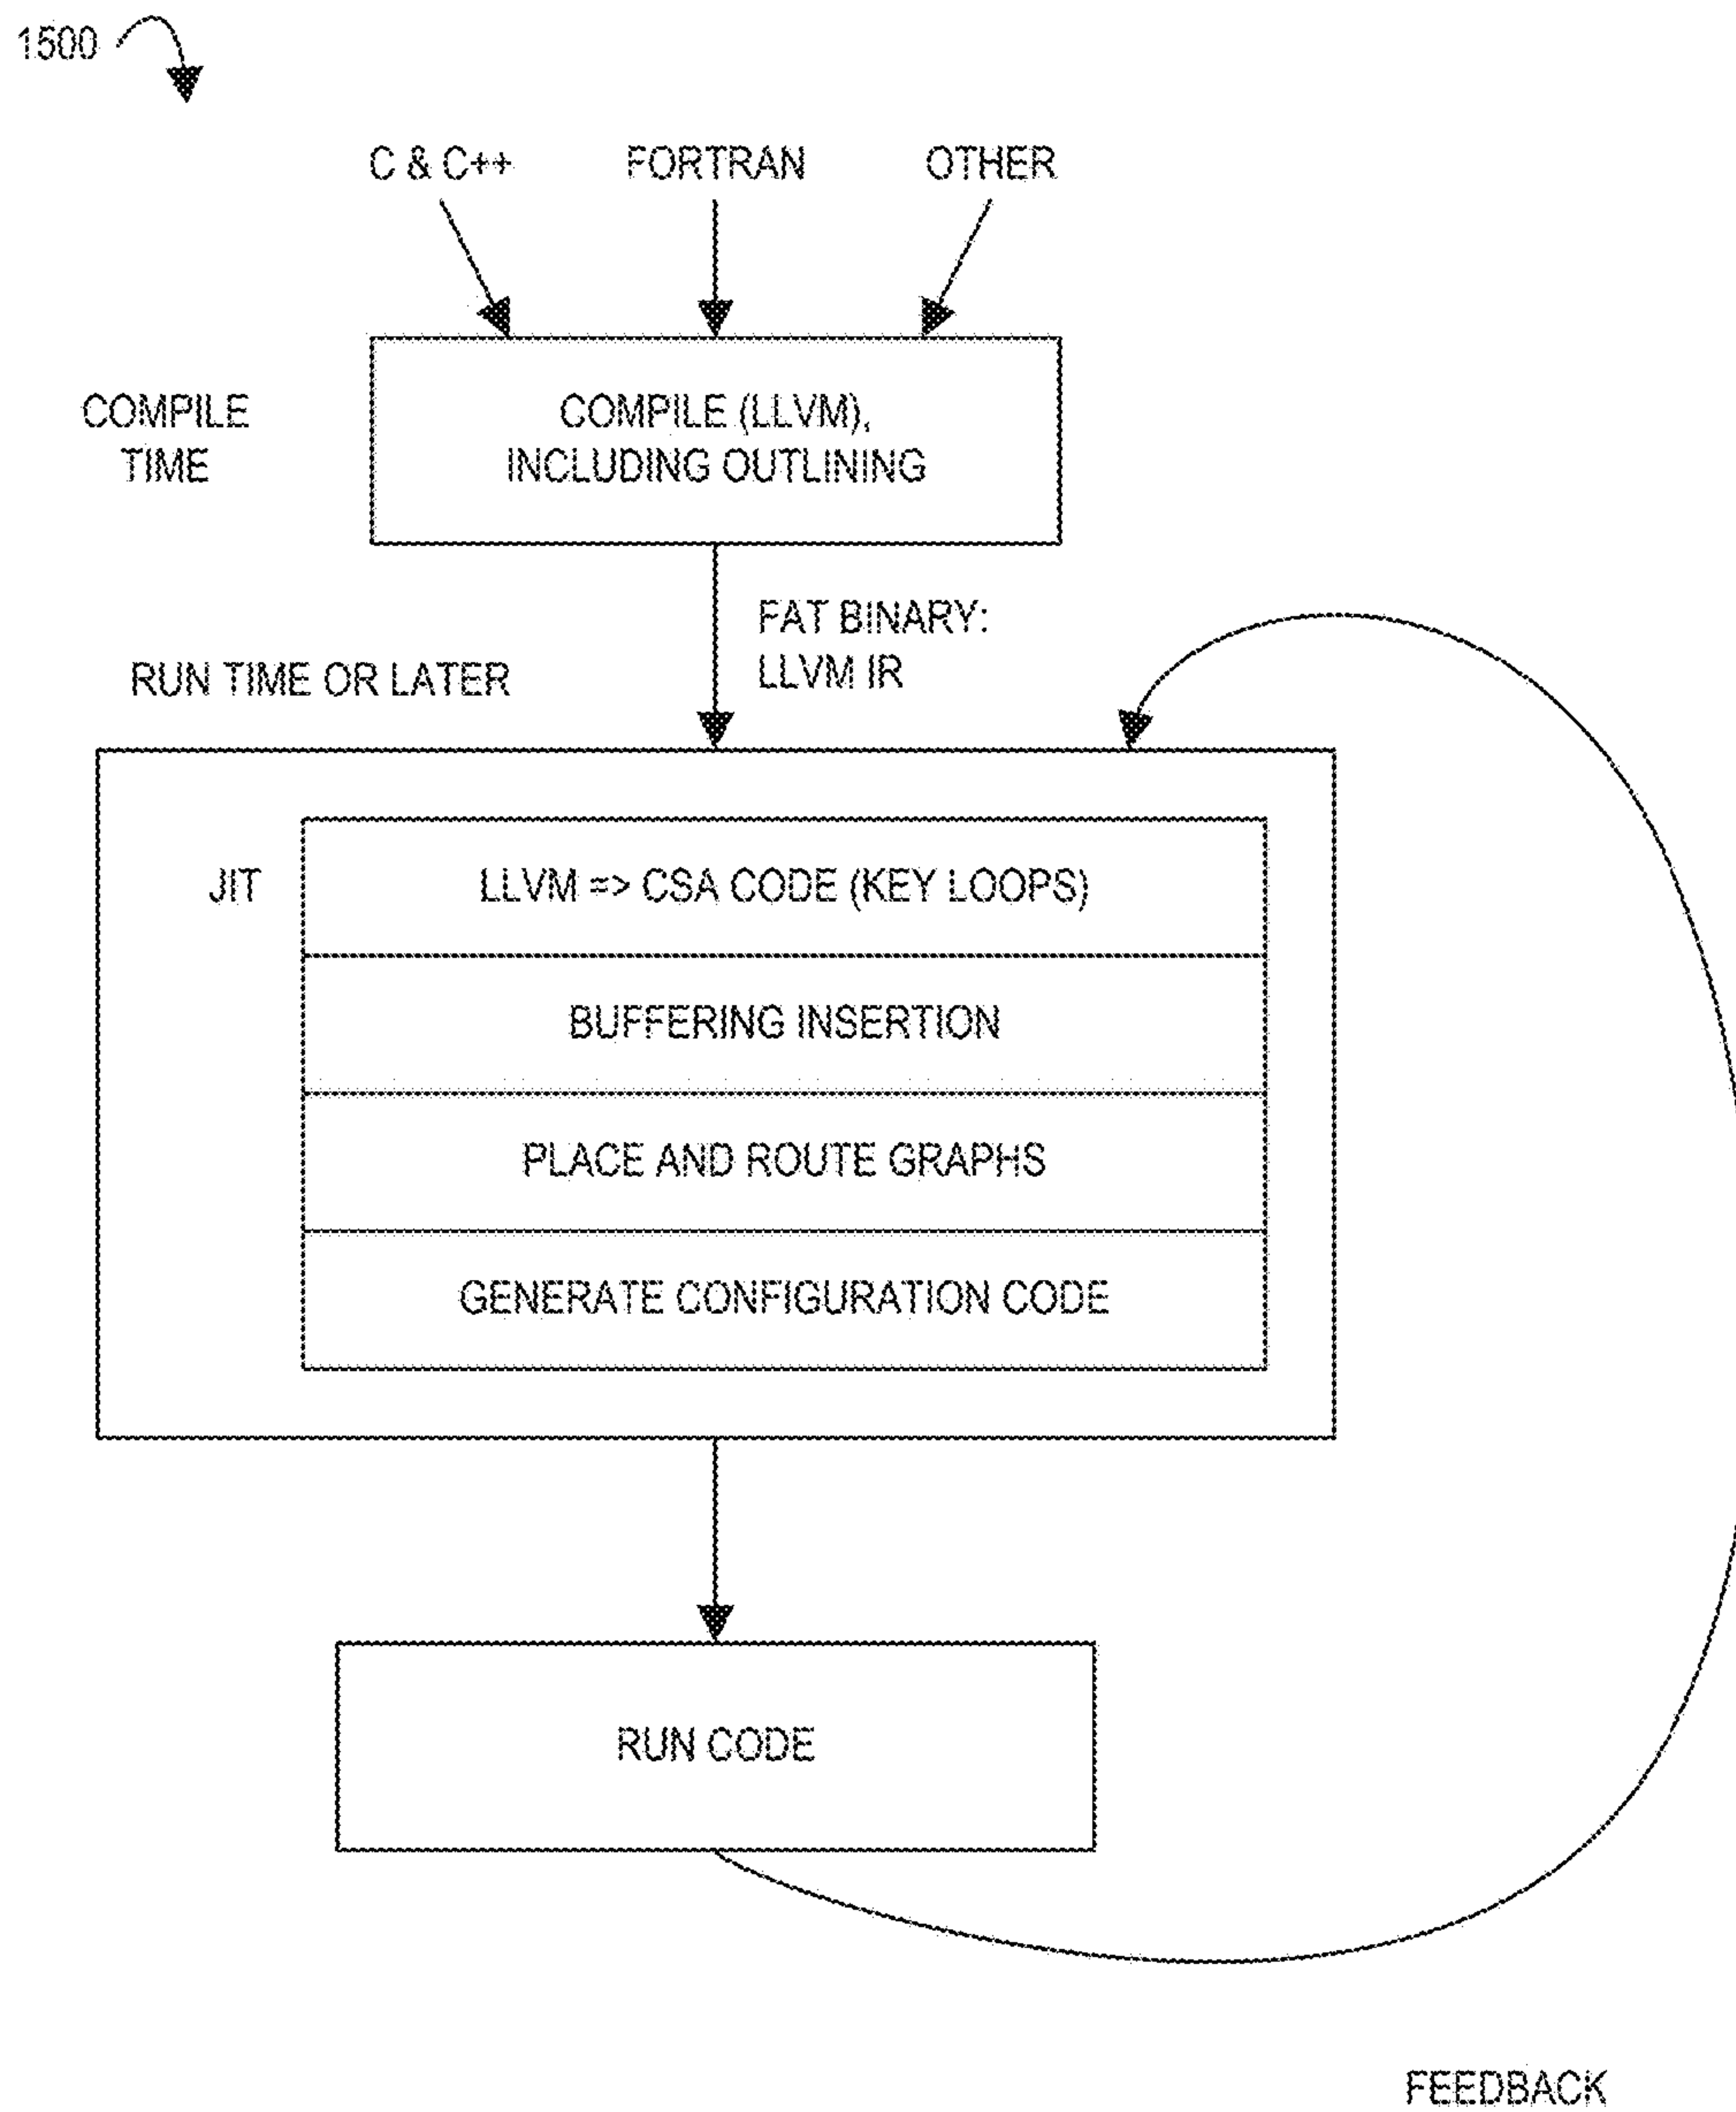 1500
C & C++
FORTRAN
OTHER
COMPILE
TIME
COMPILE (LLVM),
INCLUDING OUTLINING
FAT BINARY:
LLVM IR
RUN TIME OR LATER
JIT
LLVM => CSA CODE (KEY LOOPS)
BUFFERING INSERTION
PLACE AND ROUTE GRAPHS
GENERATE CONFIGURATION CODE
RUN CODE
FEEDBACK